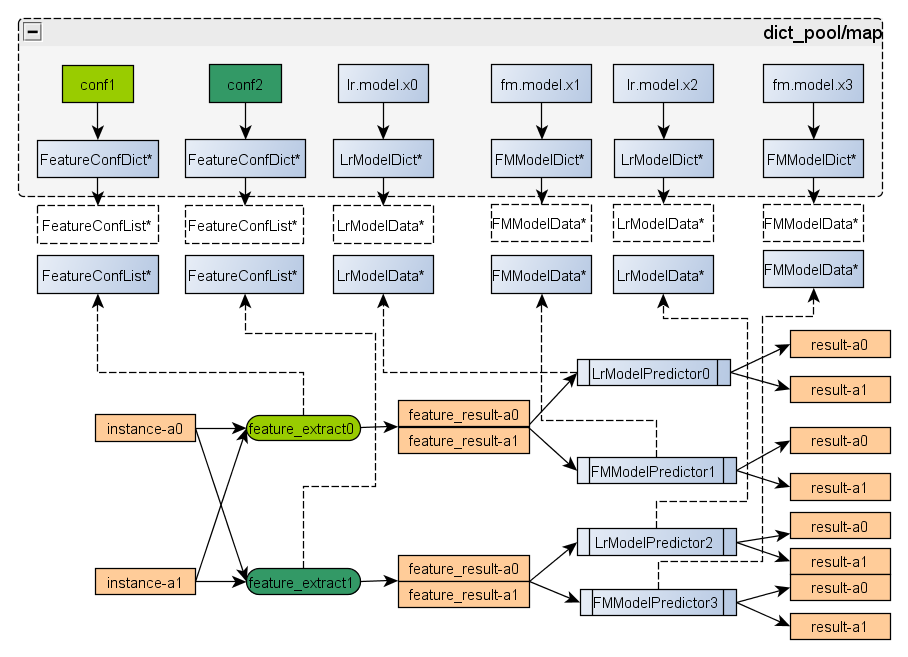 dict_pool/map
conf1
conf2
lr.model.x0
fm.model.x1
lr.model.x2
fm.model.x3
FeatureConfDict*
FeatureConfDict*
LrModelDict*
FMModelDict*
LrModelDict*
FMModelDict*
FeatureConfList*
FeatureConfList*
LrModelData*
FMModelData*
LrModelData*
FMModelData*
FeatureConfList*
FeatureConfList*
LrModelData*
FMModelData*
LrModelData*
FMModelData*
result-a0
LrModelPredictor0
result-a1
instance-a0
feature_extract0
feature_result-a0
feature_result-a1
result-a0
FMModelPredictor1
result-a1
result-a0
LrModelPredictor2
result-a1
instance-a1
feature_extract1
feature_result-a0
feature_result-a1
result-a0
FMModelPredictor3
result-a1